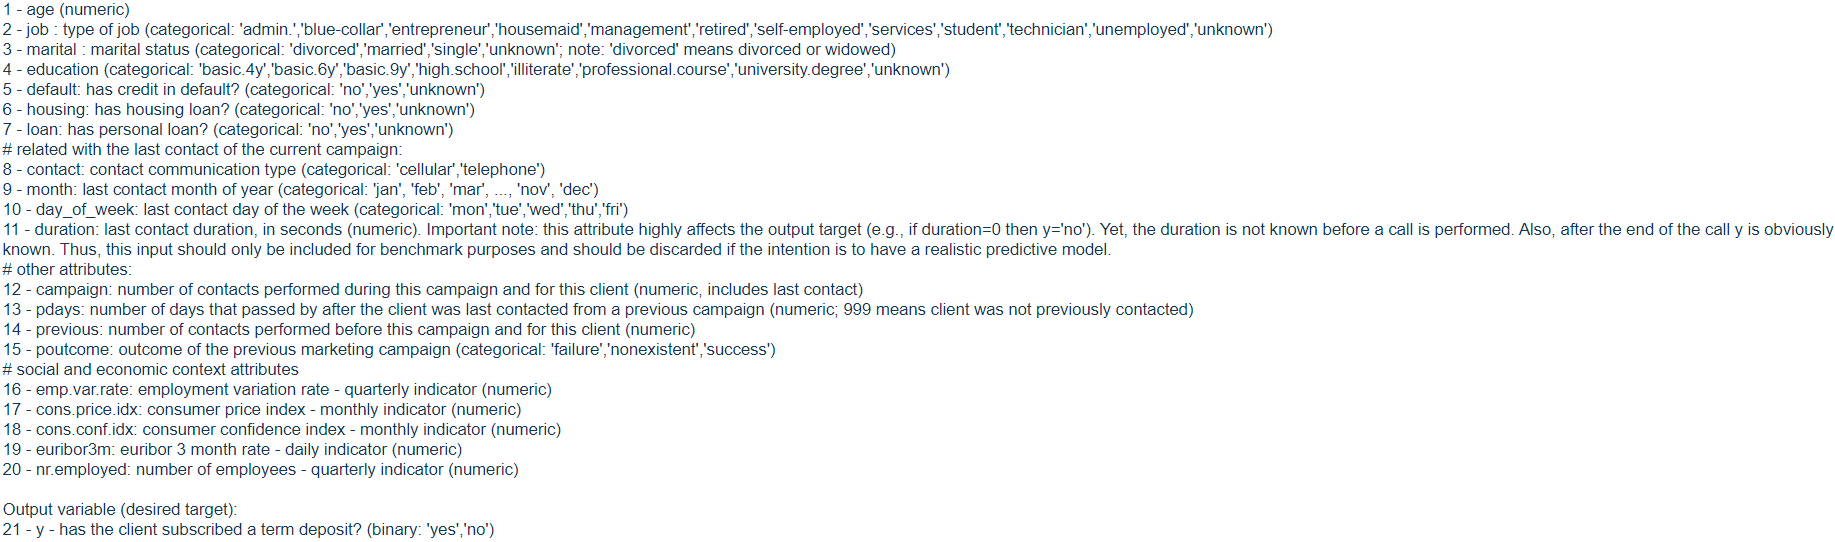 1 - age (numeric)
2 - job : type of job (categorical: 'admin.','blue-collar','entrepreneur','housemaid','management','retired','self-employed','services','student','technician','unemployed','unknown')
3 - marital : marital status (categorical: 'divorced','married','single','unknown'; note: 'divorced' means divorced or widowed)
4 - education (categorical: 'basic.4y','basic.6y','basic.9y','high.school','illiterate','professional.course','university.degree','unknown')
5 - default: has credit in default? (categorical: 'no','yes','unknown')
6 - housing: has housing loan? (categorical: 'no','yes','unknown')
7 - loan: has personal loan? (categorical: 'no','yes','unknown')
# related with the last contact of the current campaign:
8 - contact: contact communication type (categorical: 'cellular','telephone')
9 - month: last contact month of year (categorical: 'jan', 'feb', 'mar', ..., 'nov', 'dec')
10 - day_of_week: last contact day of the week (categorical: 'mon','tue','wed','thu','fri')
11 - duration: last contact duration, in seconds (numeric). Important note: this attribute highly affects the output target (e.g., if duration=0 then y='no'). Yet, the duration is not known before a call is performed. Also, after the end of the call y is obviously
known. Thus, this input should only be included for benchmark purposes and should be discarded if the intention is to have a realistic predictive model.
# other attributes:
12 - campaign: number of contacts performed during this campaign and for this client (numeric, includes last contact)
13 - pdays: number of days that passed by after the client was last contacted from a previous campaign (numeric; 999 means client was not previously contacted)
14 - previous: number of contacts performed before this campaign and for this client (numeric)
15 - poutcome: outcome of the previous marketing campaign (categorical: 'failure','nonexistent','success')
# social and economic context attributes
16 - emp.var.rate: employment variation rate - quarterly indicator (numeric)
17 - cons.price.idx: consumer price index - monthly indicator (numeric)
18 - cons.conf.idx: consumer confidence index - monthly indicator (numeric)
19 - euribor3m: euribor 3 month rate - daily indicator (numeric)
20 - nr.employed: number of employees - quarterly indicator (numeric)

Output variable (desired target):
21 - y - has the client subscribed a term deposit? (binary: 'yes','no')